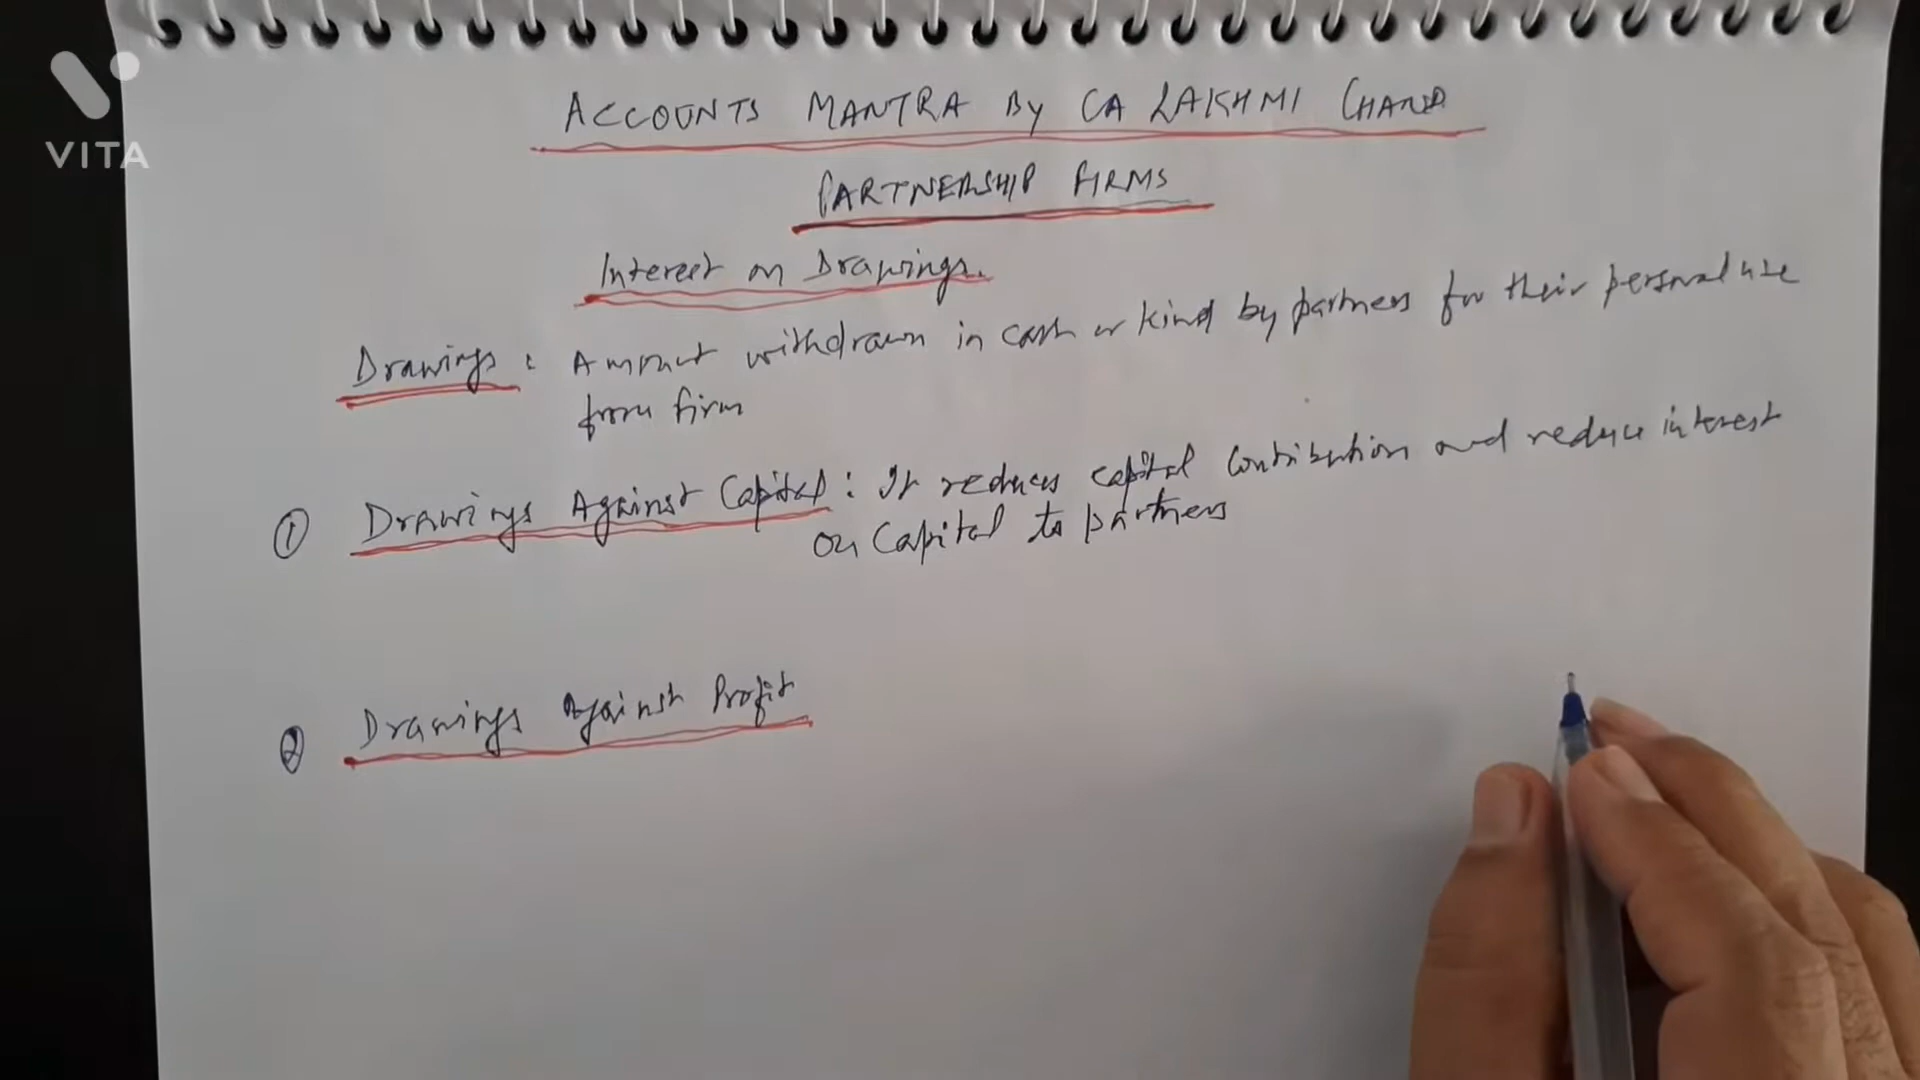 VITA
ACCOUNTS MANTRA BY CA LAKHMI CHAND
PARTNERSHIP FIRMS
Interest on Drawings.
Drawings : Amount withdrawn in cash or kind by partners for their personal use
from firm
① Drawings Against Capital : It reduces capital contribution and reduce interest
on Capital to partners
② Drawings Against Profit